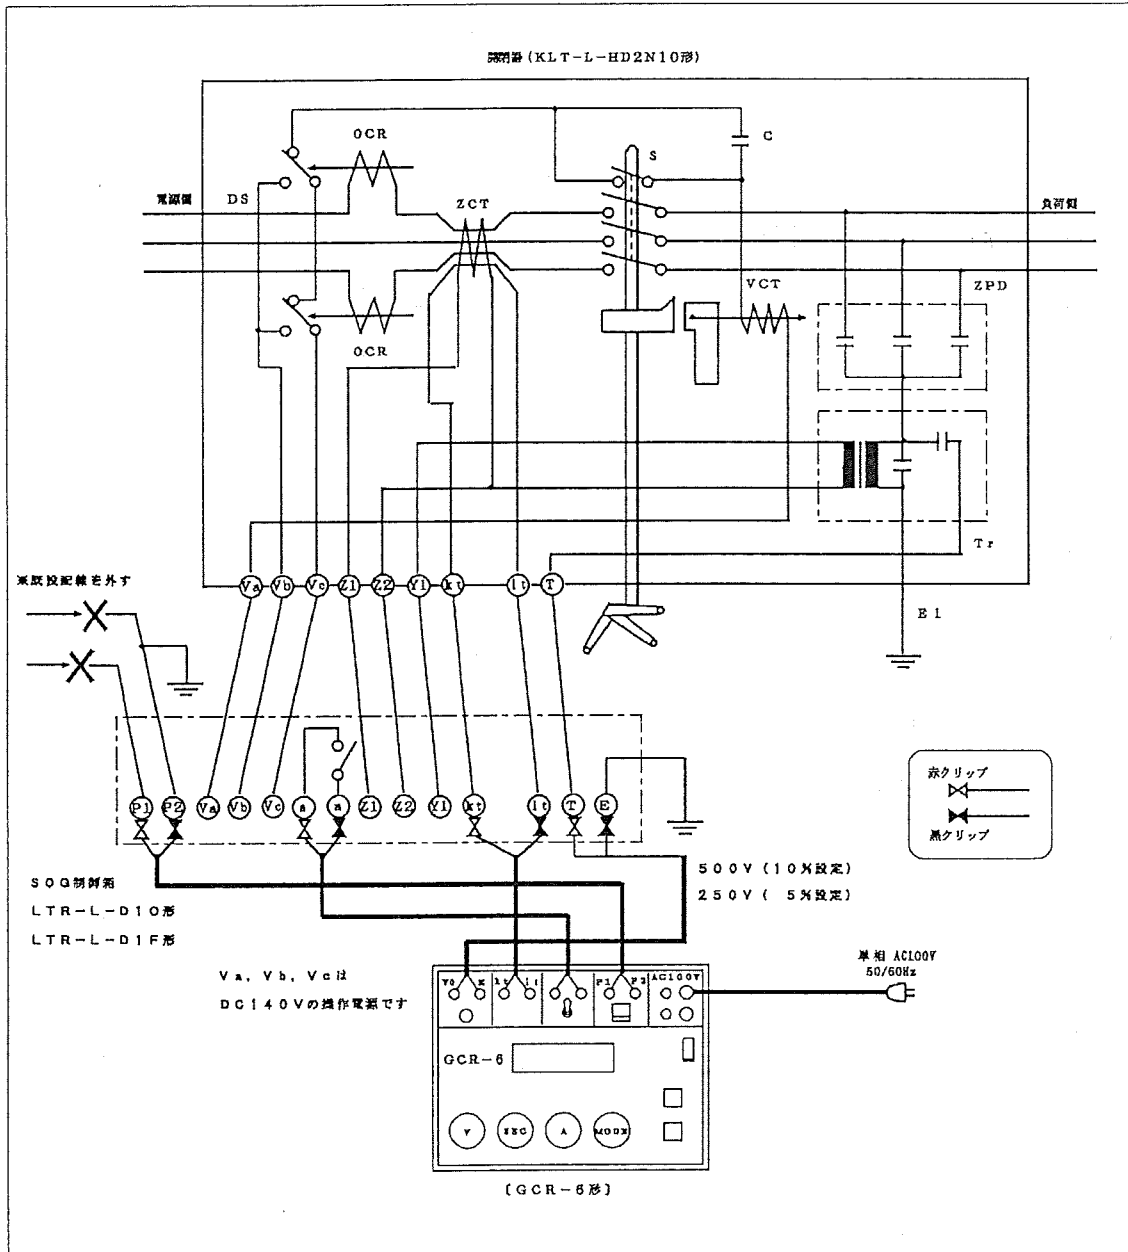 開閉器 (KLT-L-HD2N10形)
OCR
C
S
電源側
DS
ZCT
負荷側
VCT
ZPD
OCR
Tr
※既設配線を外す
Va Vb Vc Z1 Z2 Y1 kt lt T
E1
P1 P2 Va Vb Vc a a Z1 Z2 Y1 kt lt T E
赤クリップ
黒クリップ
500V (10%設定)
250V ( 5%設定)
SOG制御箱
LTR-L-D10形
LTR-L-D1F形
Va, Vb, Vcは
DC140Vの操作電源です
単相 AC100V
50/60Hz
kt lt P1 P2 AC100V
GCR-6
V SEC A MODE
[GCR-6形]